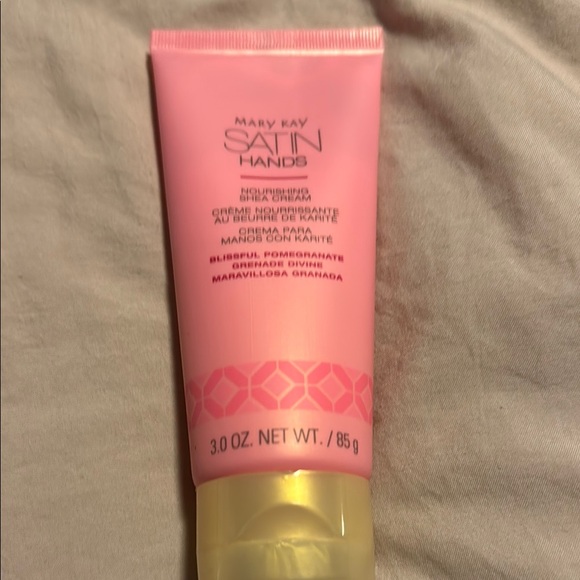 MARY KAY
SATIN
HANDS
NOURISHING
SHEA CREAM
CRÈME NOURRISSANTE
AU BEURRE DE KARITÉ
CREMA PARA
MANOS CON KARITÉ
BLISSFUL POMEGRANATE
GRENADE DIVINE
MARAVILLOSA GRANADA
3.0 OZ. NET WT. / 85 g